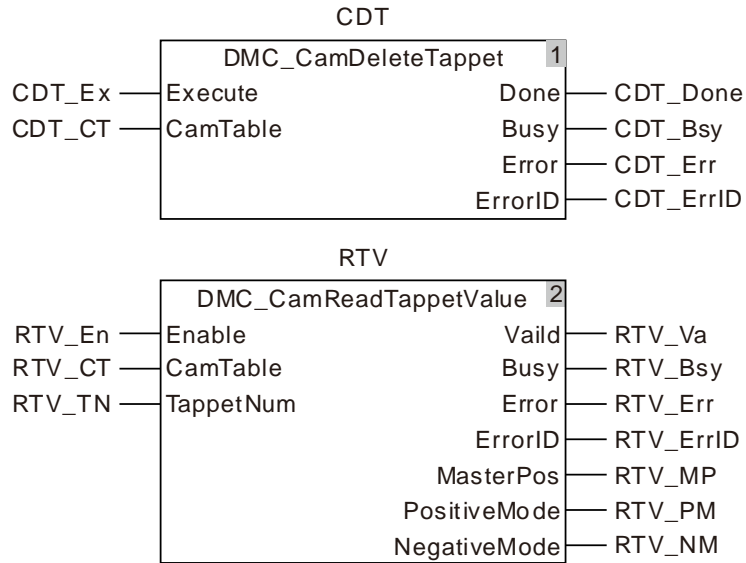 CDT
DMC_CamDeleteTappet 1
CDT_Ex Execute Done CDT_Done
CDT_CT CamTable Busy CDT_Bsy
Error CDT_Err
ErrorID CDT_ErrID
RTV
DMC_CamReadTappetValue 2
RTV_En Enable Vaild RTV_Va
RTV_CT CamTable Busy RTV_Bsy
RTV_TN TappetNum Error RTV_Err
ErrorID RTV_ErrID
MasterPos RTV_MP
PositiveMode RTV_PM
NegativeMode RTV_NM